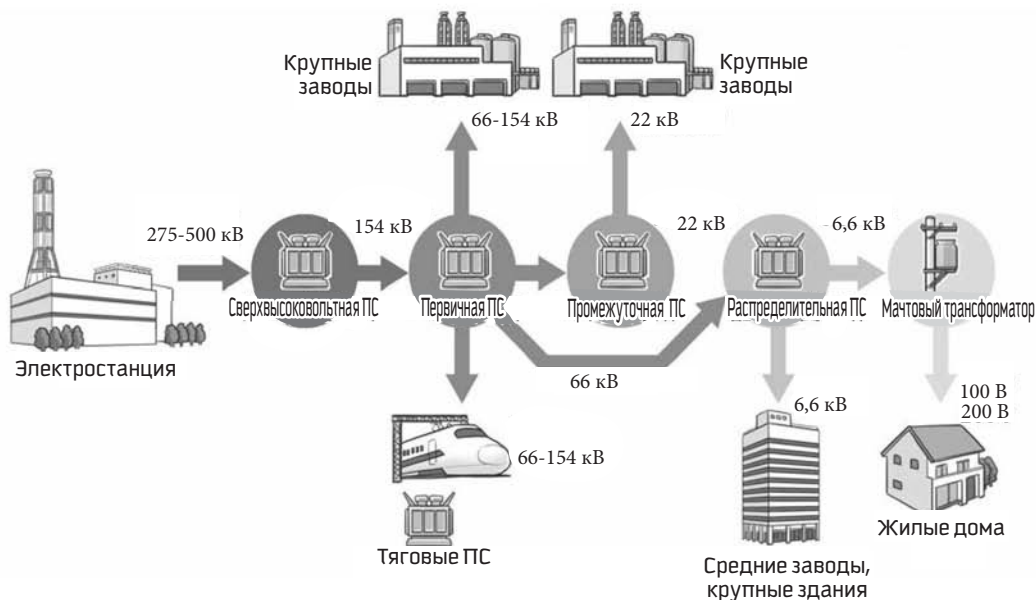 Крупные
заводы
66-154 кВ
22 кВ
Крупные
заводы
275-500 кВ
154 кВ
22 кВ
6,6 кВ
Сверхвысоковольтная ПС
Первичная ПС
Промежуточная ПС
Распределительная ПС
Мачтовый трансформатор
Электростанция
66 кВ
100 В
200 В
6,6 кВ
66-154 кВ
Тяговые ПС
Жилые дома
Средние заводы,
крупные здания